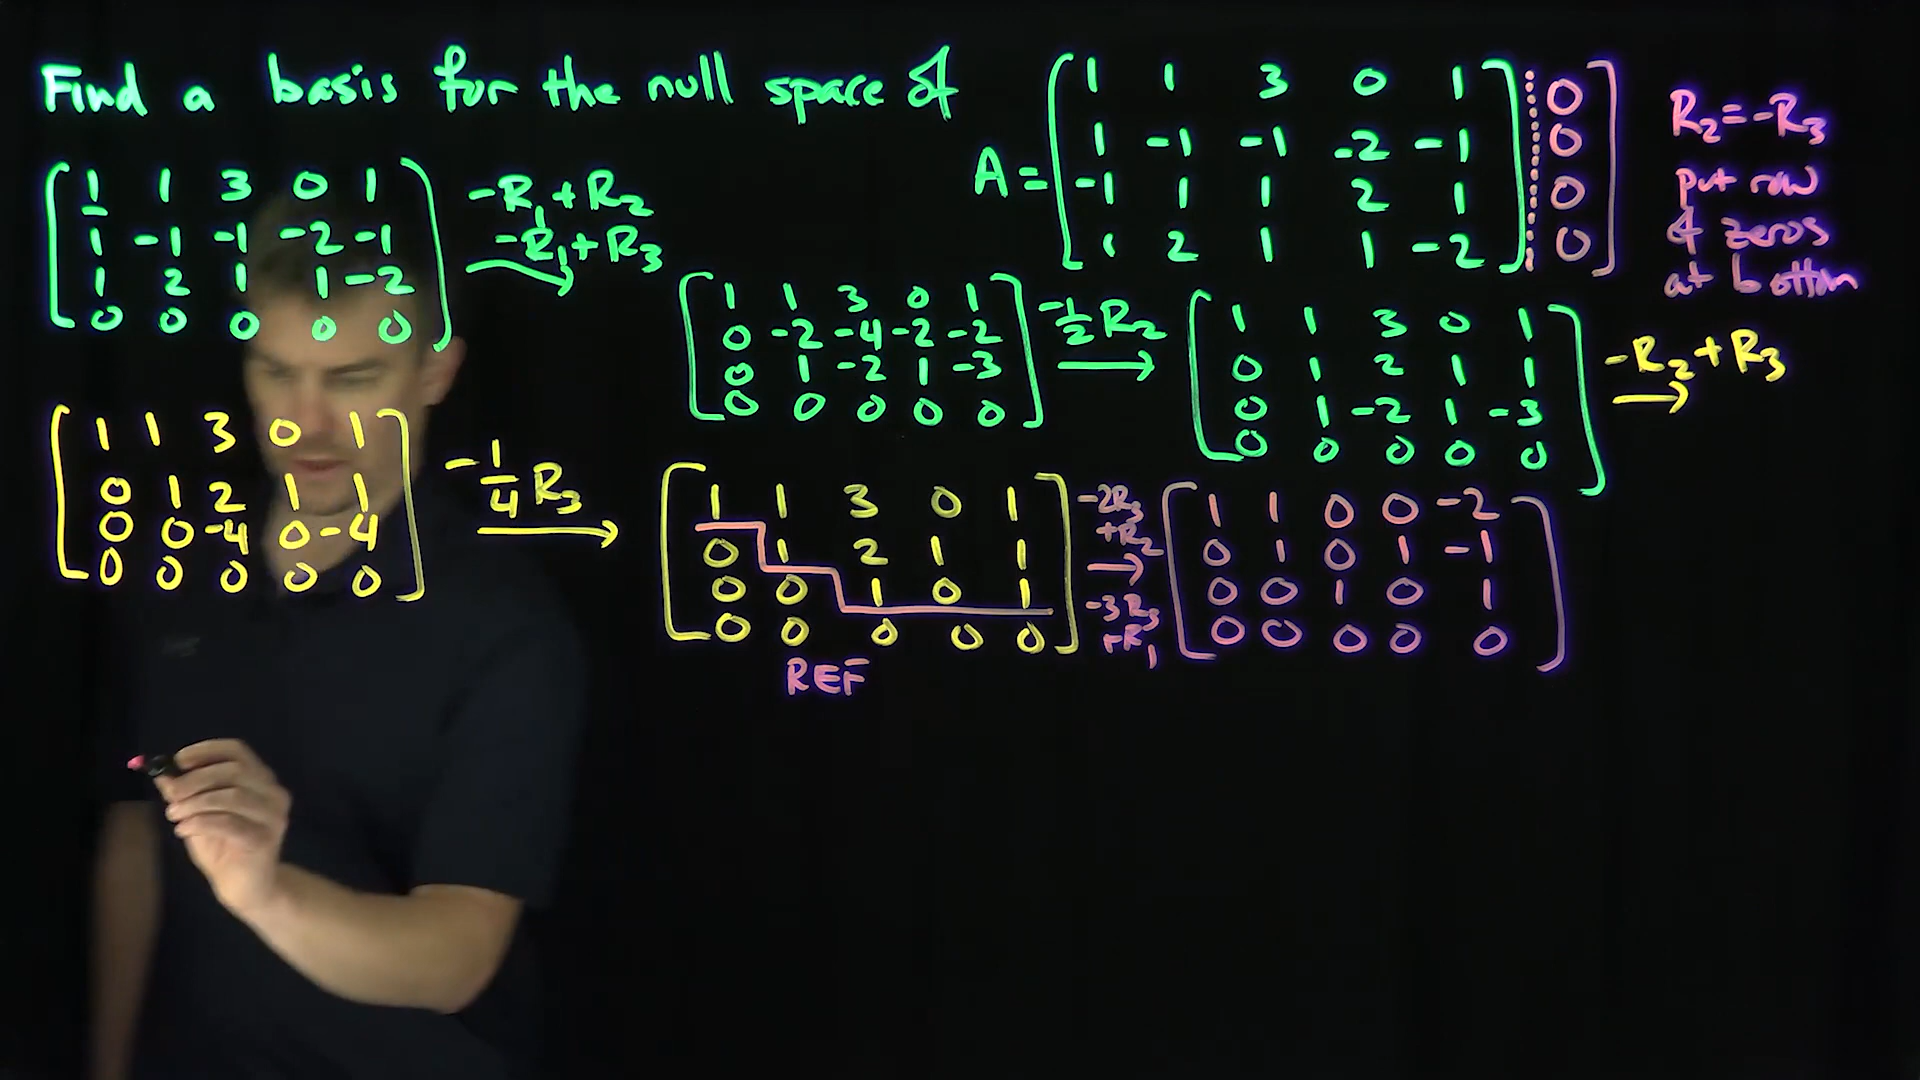 Find a basis for the null space of
A = [1 1 3 0 1 ⋮ 0]
[1 -1 -1 -2 -1 ⋮ 0]
[-1 1 1 2 1 ⋮ 0]
[1 2 1 1 -2 ⋮ 0]
R₂=-R₃
put row
of zeros
at bottom
[1 1 3 0 1]
[1 -1 -1 -2 -1]
[1 2 1 1 -2]
[0 0 0 0 0]
-R₁+R₂
-R₁+R₃
→
[1 1 3 0 1]
[0 -2 -4 -2 -2]
[0 1 -2 1 -3]
[0 0 0 0 0]
-1/2 R₂
→
[1 1 3 0 1]
[0 1 2 1 1]
[0 1 -2 1 -3]
[0 0 0 0 0]
-R₂+R₃
→
[1 1 3 0 1]
[0 1 2 1 1]
[0 0 -4 0 -4]
[0 0 0 0 0]
-1/4 R₃
→
[1 1 3 0 1]
[0 1 2 1 1]
[0 0 1 0 1]
[0 0 0 0 0]
REF
-2R₃
+R₂
→
-3R₃
+R₁
[1 1 0 0 -2]
[0 1 0 1 -1]
[0 0 1 0 1]
[0 0 0 0 0]